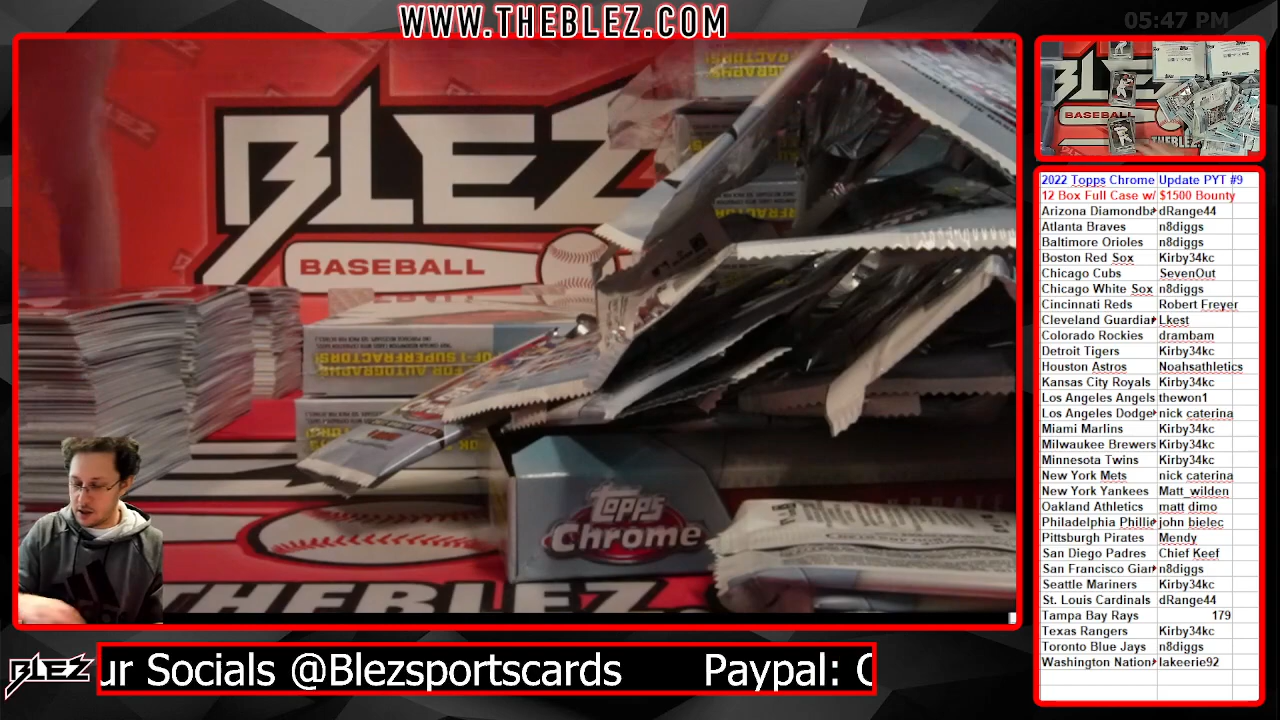 WWW.THEBLEZ.COM
05:47 PM
BLEZ
BASEBALL
Topps
Chrome
THEBLEZ
BLEZ
BASEBALL
THEBLEZ
2022 Topps Chrome Update PYT #9
12 Box Full Case w/ $1500 Bounty
Arizona Diamondba dRange44
Atlanta Braves n8diggs
Baltimore Orioles n8diggs
Boston Red Sox Kirby34kc
Chicago Cubs SevenOut
Chicago White Sox n8diggs
Cincinnati Reds Robert Freyer
Cleveland Guardian Lkest
Colorado Rockies drambam
Detroit Tigers Kirby34kc
Houston Astros Noahsathletics
Kansas City Royals Kirby34kc
Los Angeles Angels thewon1
Los Angeles Dodge nick caterina
Miami Marlins Kirby34kc
Milwaukee Brewers Kirby34kc
Minnesota Twins Kirby34kc
New York Mets nick caterina
New York Yankees Matt_wilden
Oakland Athletics matt dimo
Philadelphia Phillie john bielec
Pittsburgh Pirates Mendy
San Diego Padres Chief Keef
San Francisco Gian n8diggs
Seattle Mariners Kirby34kc
St. Louis Cardinals dRange44
Tampa Bay Rays 179
Texas Rangers Kirby34kc
Toronto Blue Jays n8diggs
Washington Nation lakeerie92
BLEZ
ur Socials @Blezsportscards Paypal: